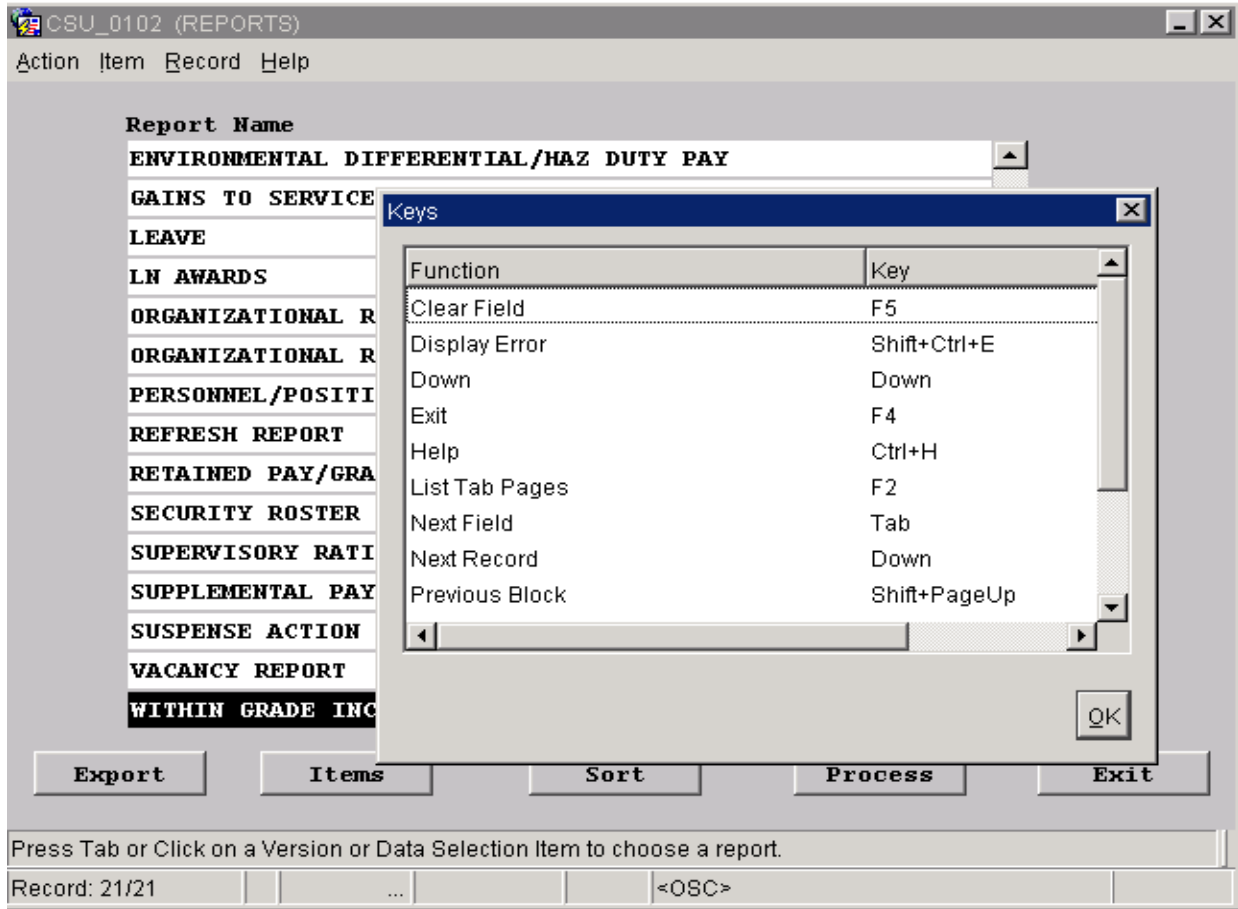 CSU_0102 (REPORTS)
Action Item Record Help
Report Name
ENVIRONMENTAL DIFFERENTIAL/HAZ DUTY PAY
GAINS TO SERVICE
LEAVE
LN AWARDS
ORGANIZATIONAL R
ORGANIZATIONAL R
PERSONNEL/POSITI
REFRESH REPORT
RETAINED PAY/GRA
SECURITY ROSTER
SUPERVISORY RATI
SUPPLEMENTAL PAY
SUSPENSE ACTION
VACANCY REPORT
WITHIN GRADE INC
Keys
Function Key
Clear Field F5
Display Error Shift+Ctrl+E
Down Down
Exit F4
Help Ctrl+H
List Tab Pages F2
Next Field Tab
Next Record Down
Previous Block Shift+PageUp
OK
Export Items Sort Process Exit
Press Tab or Click on a Version or Data Selection Item to choose a report.
Record: 21/21 ... <OSC>